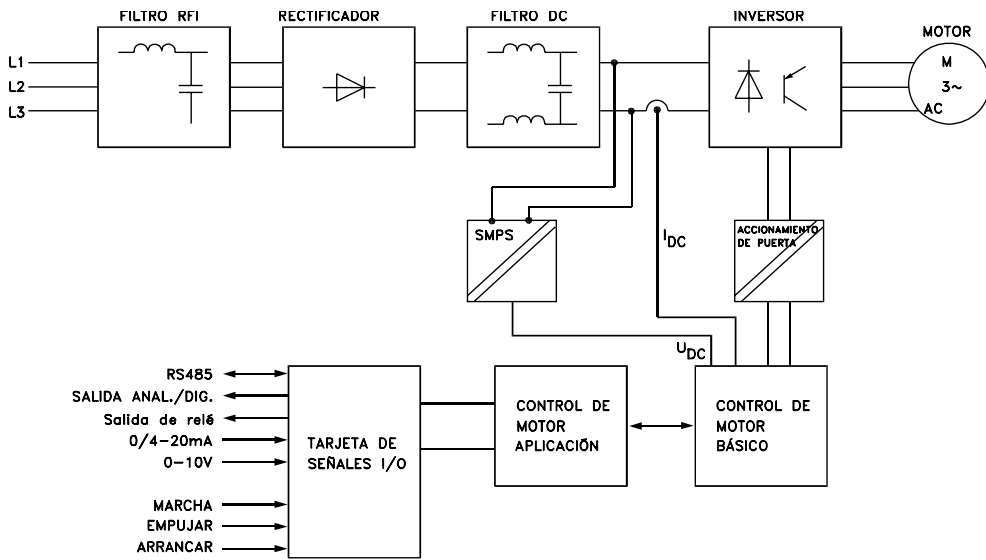 FILTRO RFI
RECTIFICADOR
FILTRO DC
INVERSOR
MOTOR
L1
L2
L3
M
3~
AC
SMPS
IDC
ACCIONAMIENTO
DE PUERTA
UDC
RS485
SALIDA ANAL./DIG.
Salida de relé
0/4-20mA
0-10V
MARCHA
EMPUJAR
ARRANCAR
TARJETA DE
SEÑALES I/O
CONTROL DE
MOTOR
APLICACIÓN
CONTROL DE
MOTOR
BÁSICO